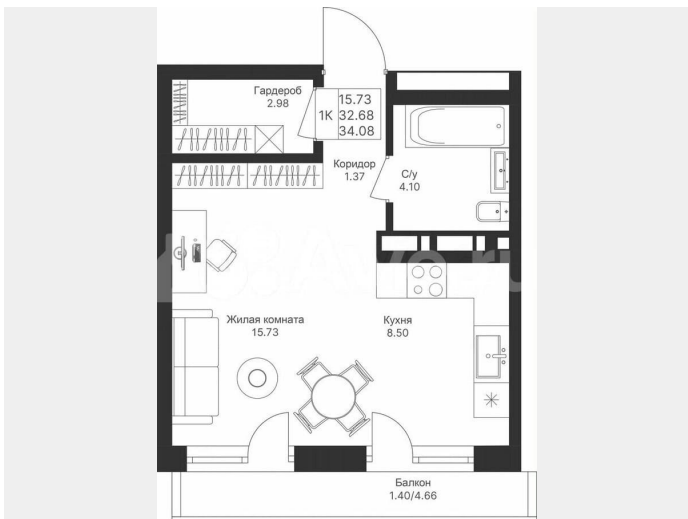 Гардероб
2.98
15.73
1К 32.68
34.08
Коридор
1.37
С/у
4.10
Жилая комната
15.73
Кухня
8.50
Балкон
1.40/4.66